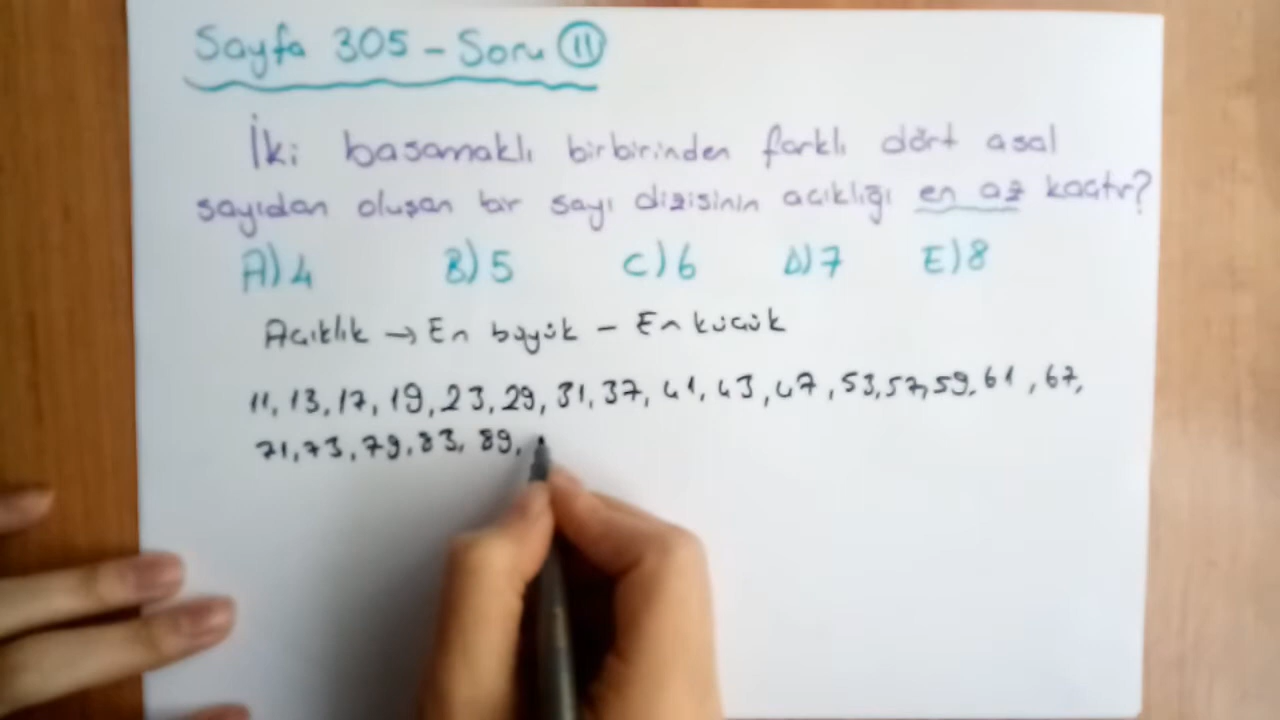 Sayfa 305 - Soru 11
İki basamaklı birbirinden farklı dört asal
sayıdan oluşan bir sayı dizisinin açıklığı en az kaçtır?
A) 4 B) 5 C) 6 D) 7 E) 8
Açıklık → En büyük - En küçük
11, 13, 17, 19, 23, 29, 31, 37, 41, 43, 47, 53, 57, 59, 61, 67,
71, 73, 79, 83, 89,